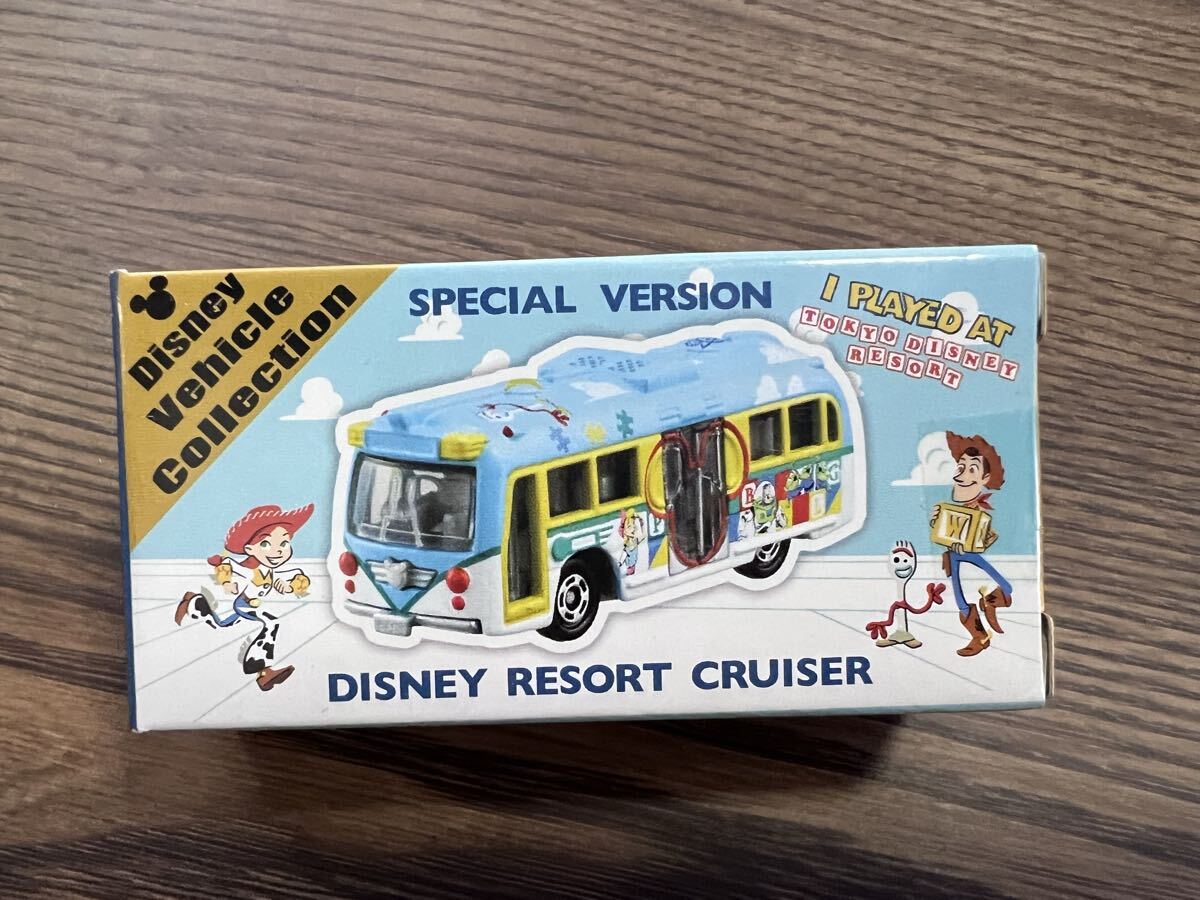 Disney
Vehicle
Collection
SPECIAL VERSION
I PLAYED AT
TOKYO DISNEY
RESORT
DISNEY RESORT CRUISER